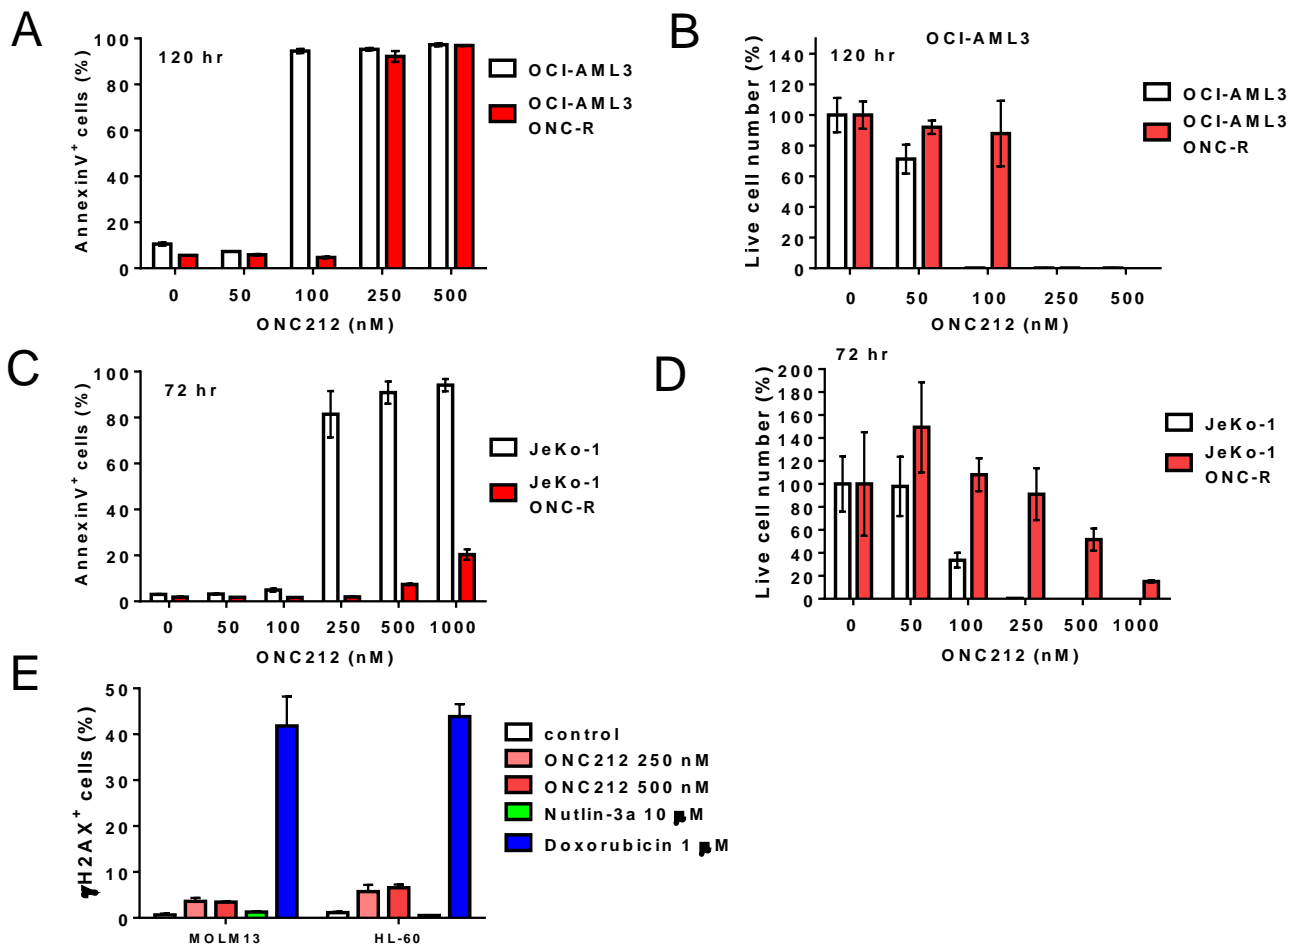 A
120 hr
AnnexinV+ cells (%)
100
80
60
40
20
0
0 50 100 250 500
ONC212 (nM)
OCI-AML3
OCI-AML3
ONC-R
B
OCI-AML3
120 hr
Live cell number (%)
140
120
100
80
60
40
20
0
0 50 100 250 500
ONC212 (nM)
OCI-AML3
OCI-AML3
ONC-R
C
72 hr
AnnexinV+ cells (%)
100
80
60
40
20
0
0 50 100 250 500 1000
ONC212 (nM)
JeKo-1
JeKo-1
ONC-R
D
72 hr
Live cell number (%)
200
180
160
140
120
100
80
60
40
20
0
0 50 100 250 500 1000
ONC212 (nM)
JeKo-1
JeKo-1
ONC-R
E
γH2AX+ cells (%)
50
40
30
20
10
0
MOLM13 HL-60
control
ONC212 250 nM
ONC212 500 nM
Nutlin-3a 10 μM
Doxorubicin 1 μM